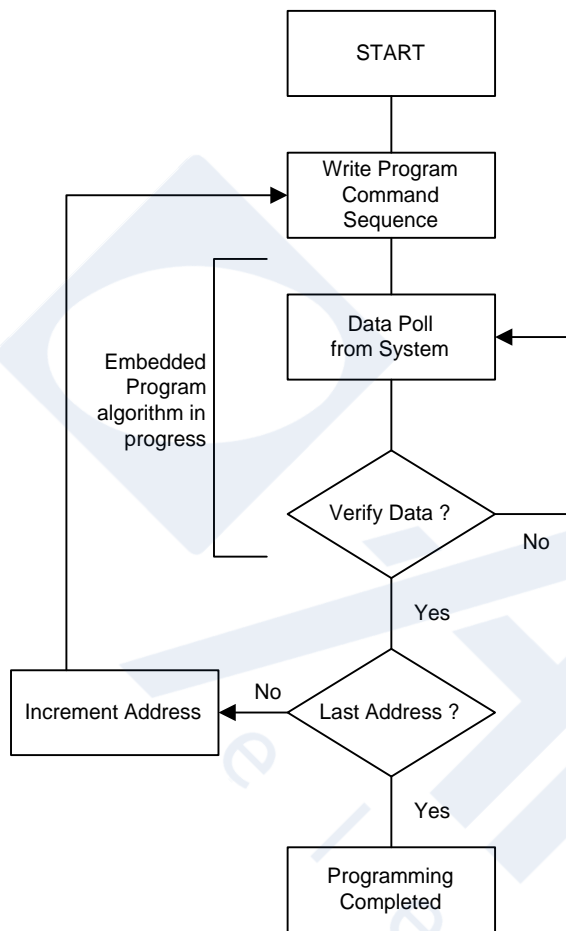 START
Write Program
Command
Sequence
Data Poll
from System
Embedded
Program
algorithm in
progress
Verify Data ?
No
Yes
No
Increment Address
Last Address ?
Yes
Programming
Completed